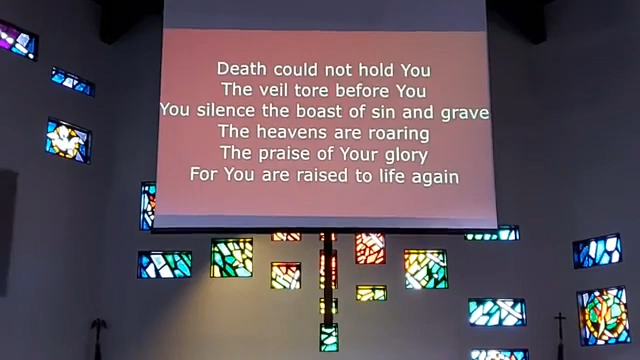 Death could not hold You
The veil tore before You
You silence the boast of sin and grave
The heavens are roaring
The praise of Your glory
For You are raised to life again